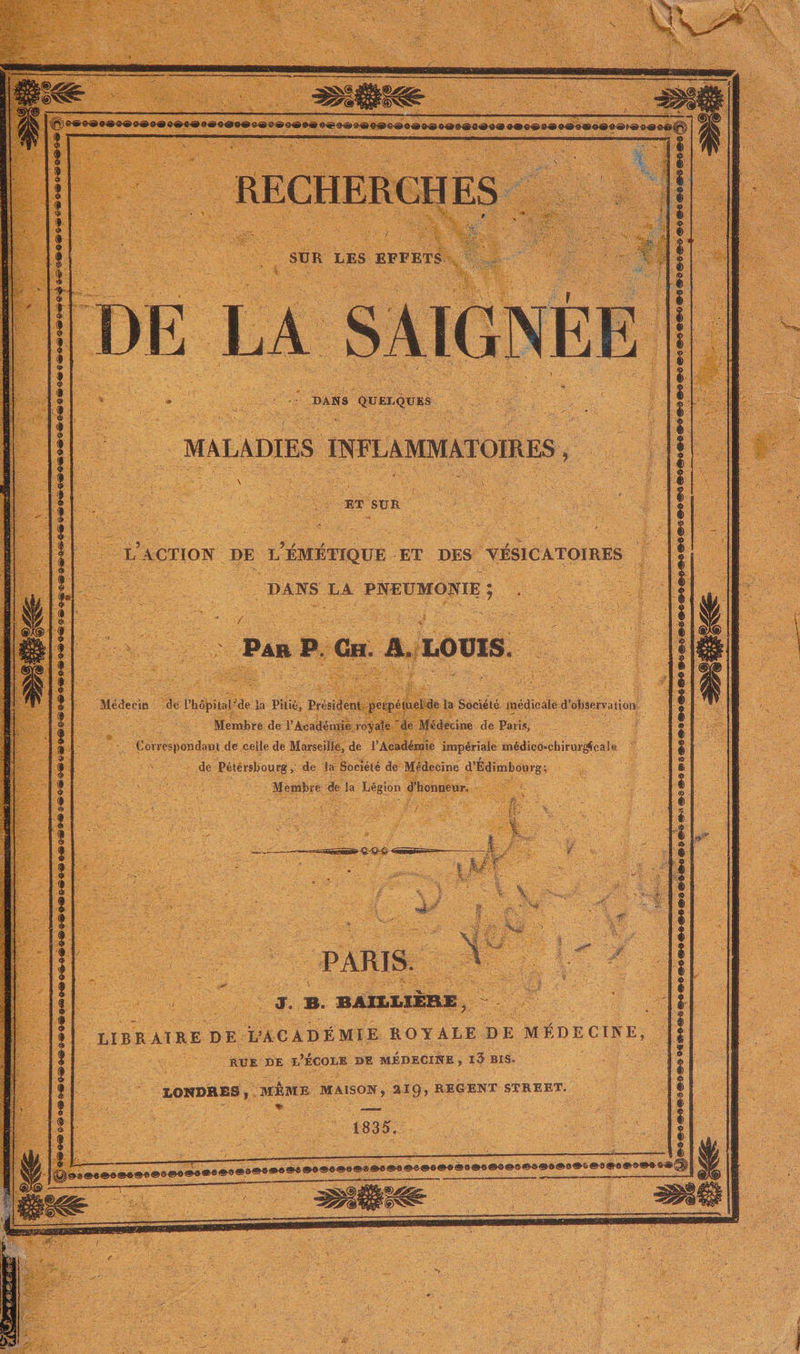 RECHERCHES
SUR LES EFFETS
DE LA SAIGNÉE
DANS QUELQUES
MALADIES INFLAMMATOIRES,
ET SUR
L'ACTION DE L'ÉMÉTIQUE ET DES VÉSICATOIRES
DANS LA PNEUMONIE;
PAR P. CH. A. LOUIS.
Médecin de l'hôpital de la Pitié, Président perpétuel de la Société médicale d'observation
Membre de l'Académie royale de Médecine de Paris,
Correspondant de celle de Marseille, de l'Académie impériale médico-chirurgicale
de Pétérsbourg, de la Société de Médecine d'Édimbourg;
Membre de la Légion d'honneur.
PARIS.
J. B. BAILLIÈRE,
LIBRAIRE DE L'ACADÉMIE ROYALE DE MÉDECINE,
RUE DE L'ÉCOLE DE MÉDECINE, 13 BIS.
LONDRES, MÊME MAISON, 219, REGENT STREET.
1835.